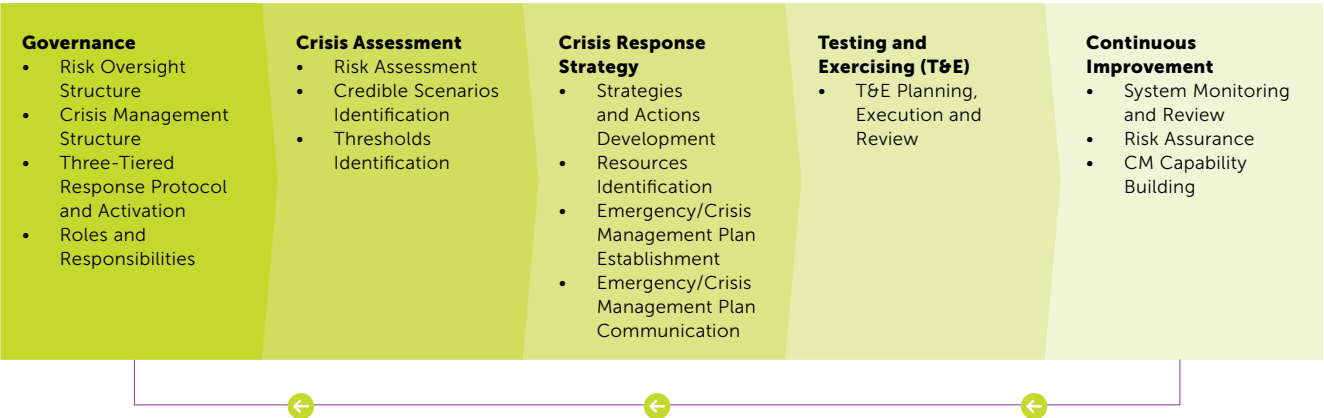 Governance
• Risk Oversight
Structure
• Crisis Management
Structure
• Three-Tiered
Response Protocol
and Activation
• Roles and
Responsibilities
Crisis Assessment
• Risk Assessment
• Credible Scenarios
Identification
• Thresholds
Identification
Crisis Response
Strategy
• Strategies
and Actions
Development
• Resources
Identification
• Emergency/Crisis
Management Plan
Establishment
• Emergency/Crisis
Management Plan
Communication
Testing and
Exercising (T&E)
• T&E Planning,
Execution and
Review
Continuous
Improvement
• System Monitoring
and Review
• Risk Assurance
• CM Capability
Building